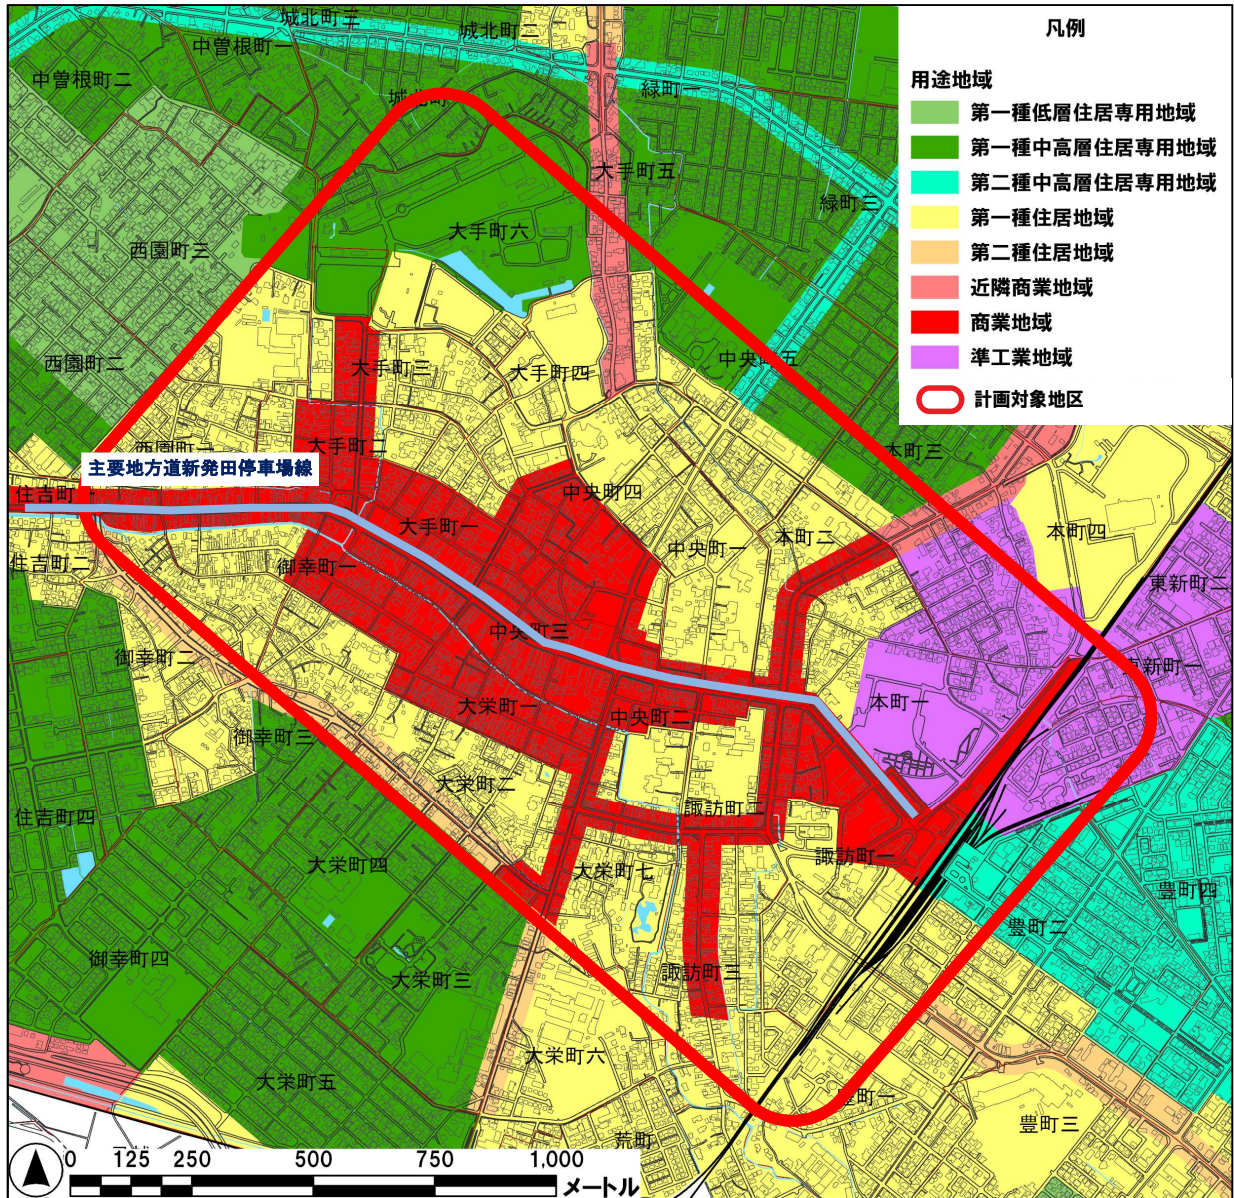 凡例
用途地域
第一種低層住居専用地域
第一種中高層住居専用地域
第二種中高層住居専用地域
第一種住居地域
第二種住居地域
近隣商業地域
商業地域
準工業地域
計画対象地区
城北町三
城北町二
中曽根町一
中曽根町二
城北町
緑町一
大手町五
緑町三
西園町三
大手町六
西園町二
大手町三
大手町四
中央町五
大手町二
本町三
主要地方道新発田停車場線
住吉町一
大手町一
中央町四
本町四
中央町一
本町二
住吉町二
御幸町一
東新町二
中央町三
御幸町二
東新町一
大栄町一
中央町二
本町一
御幸町三
大栄町二
諏訪町二
住吉町四
大栄町四
大栄町七
諏訪町一
豊町四
豊町二
御幸町四
大栄町三
諏訪町三
大栄町六
大栄町五
豊町一
豊町三
荒町
0 125 250 500 750 1,000
メートル